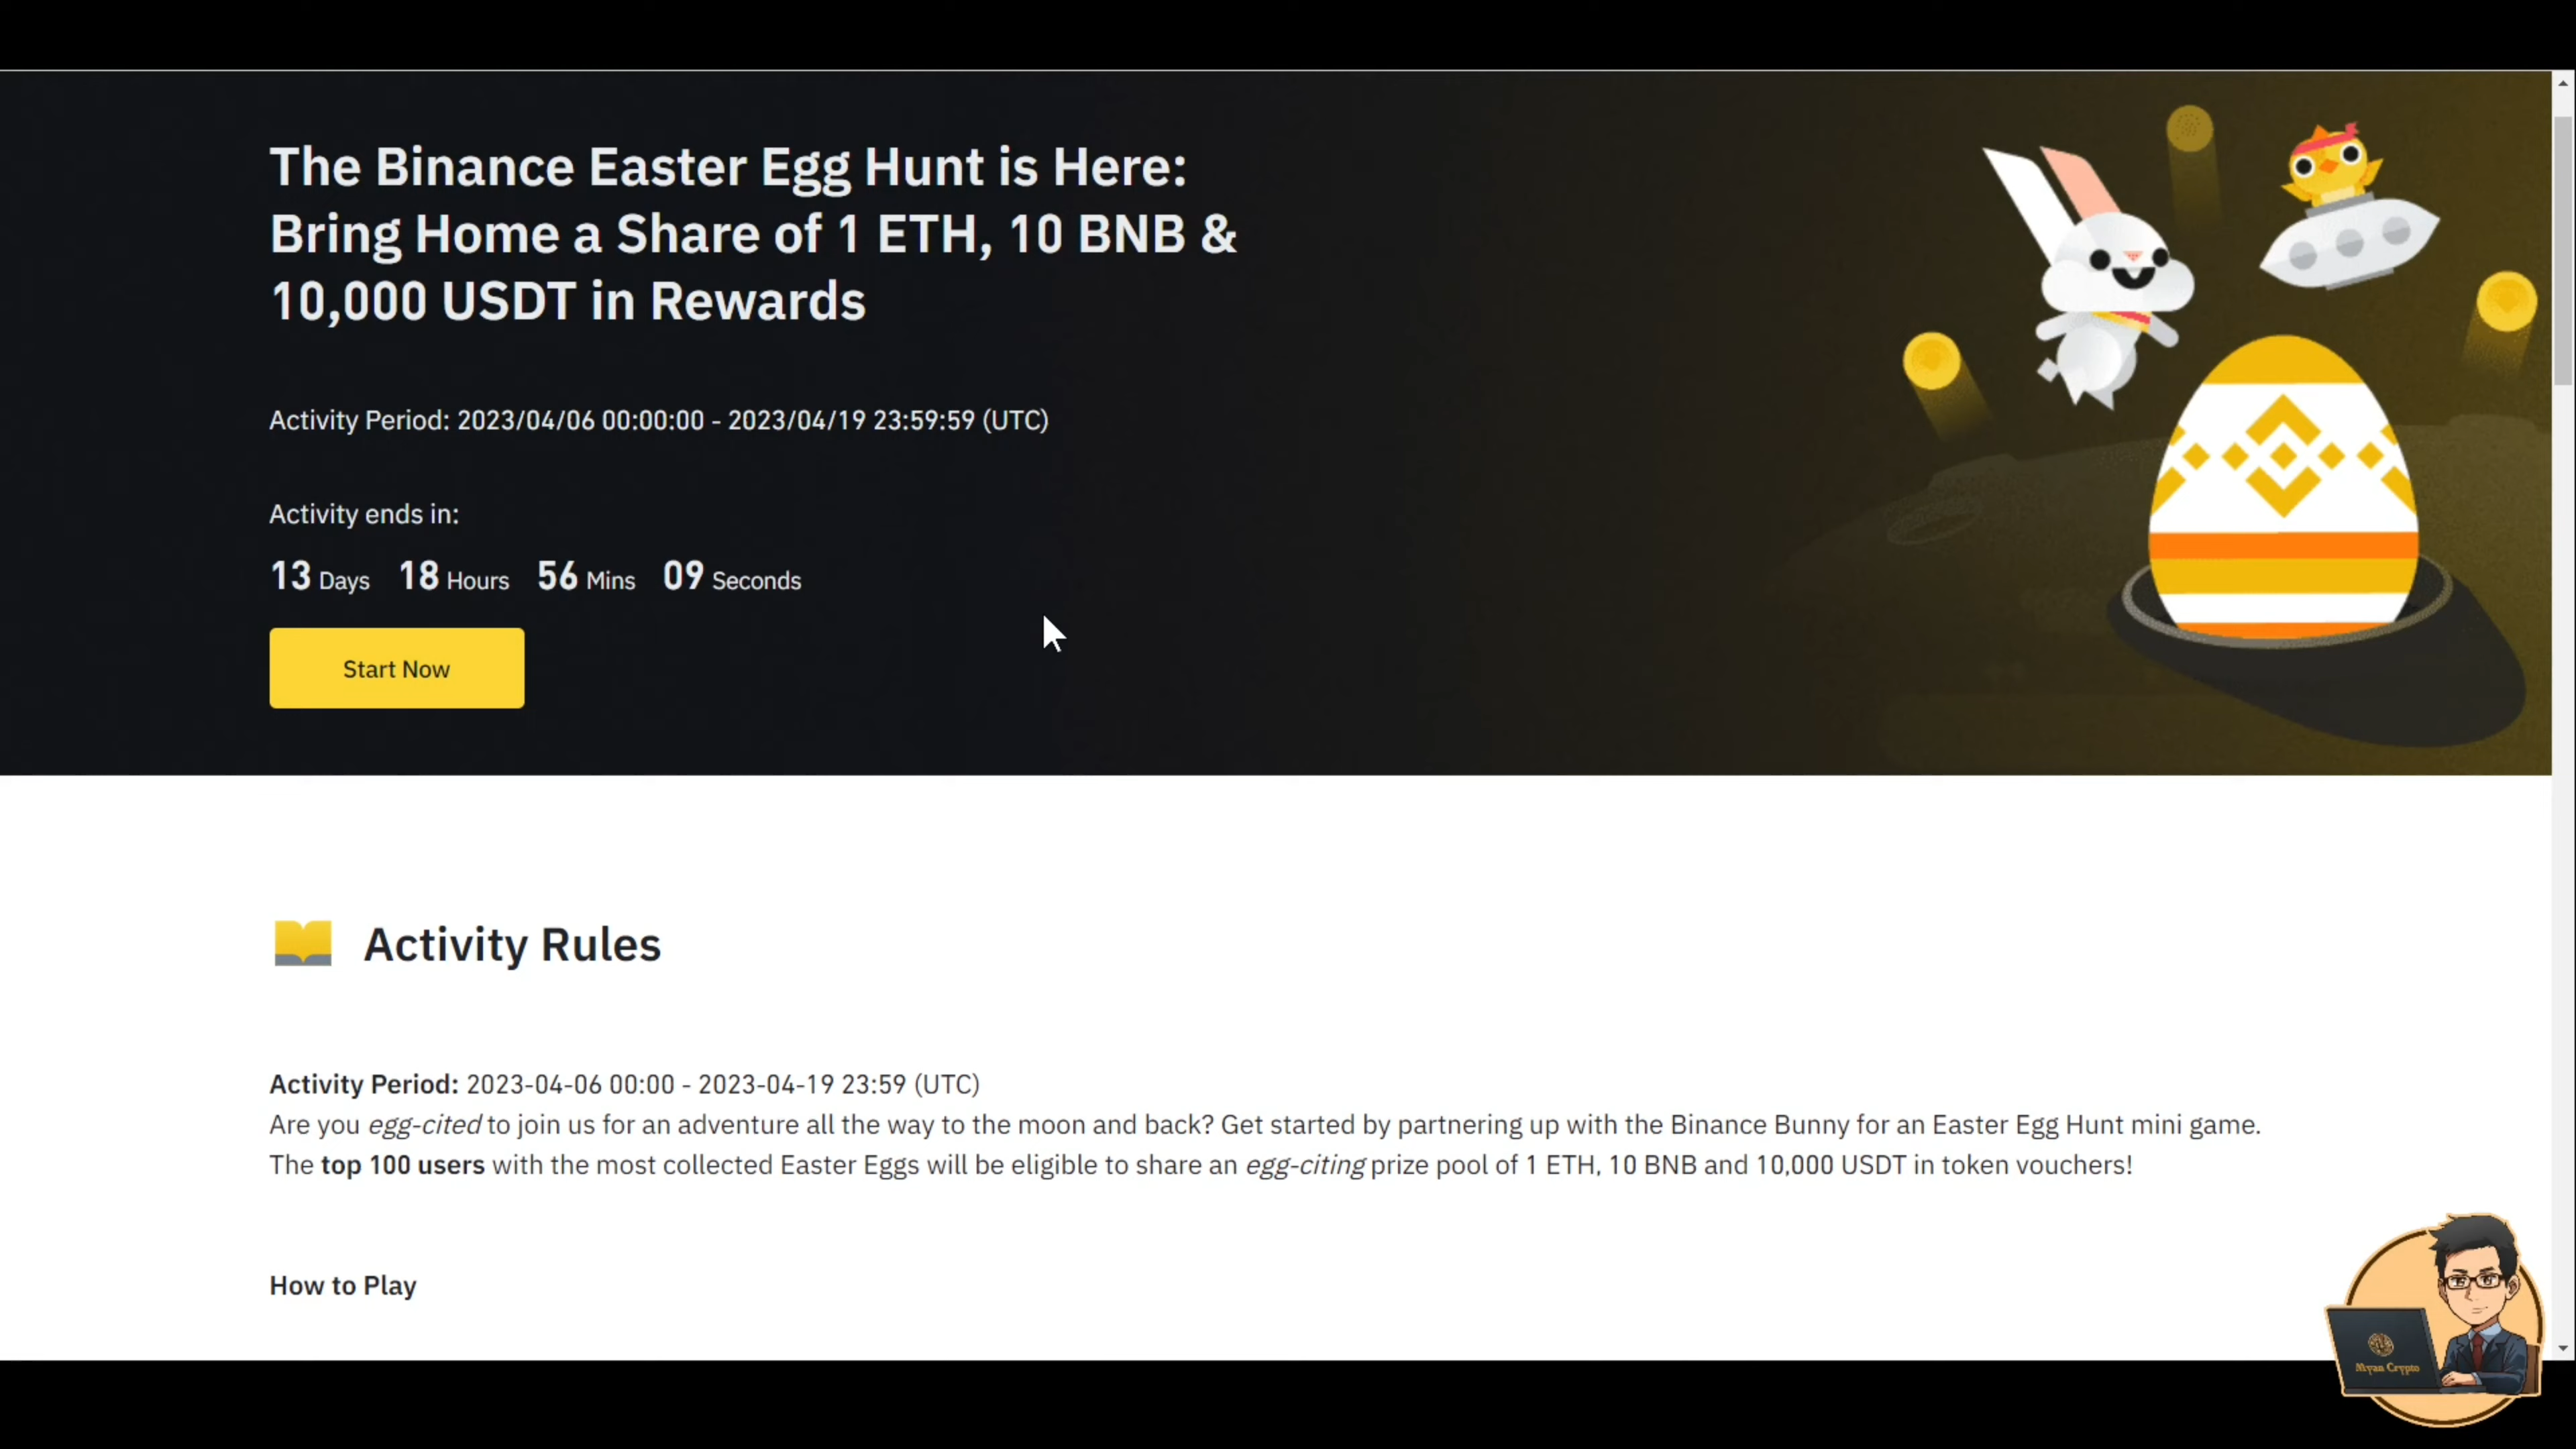 The Binance Easter Egg Hunt is Here:
Bring Home a Share of 1 ETH, 10 BNB &
10,000 USDT in Rewards
Activity Period: 2023/04/06 00:00:00 - 2023/04/19 23:59:59 (UTC)
Activity ends in:
13 Days 18 Hours 56 Mins 09 Seconds
Start Now
Activity Rules
Activity Period: 2023-04-06 00:00 - 2023-04-19 23:59 (UTC)
Are you egg-cited to join us for an adventure all the way to the moon and back? Get started by partnering up with the Binance Bunny for an Easter Egg Hunt mini game.
The top 100 users with the most collected Easter Eggs will be eligible to share an egg-citing prize pool of 1 ETH, 10 BNB and 10,000 USDT in token vouchers!
How to Play
Myan Crypto